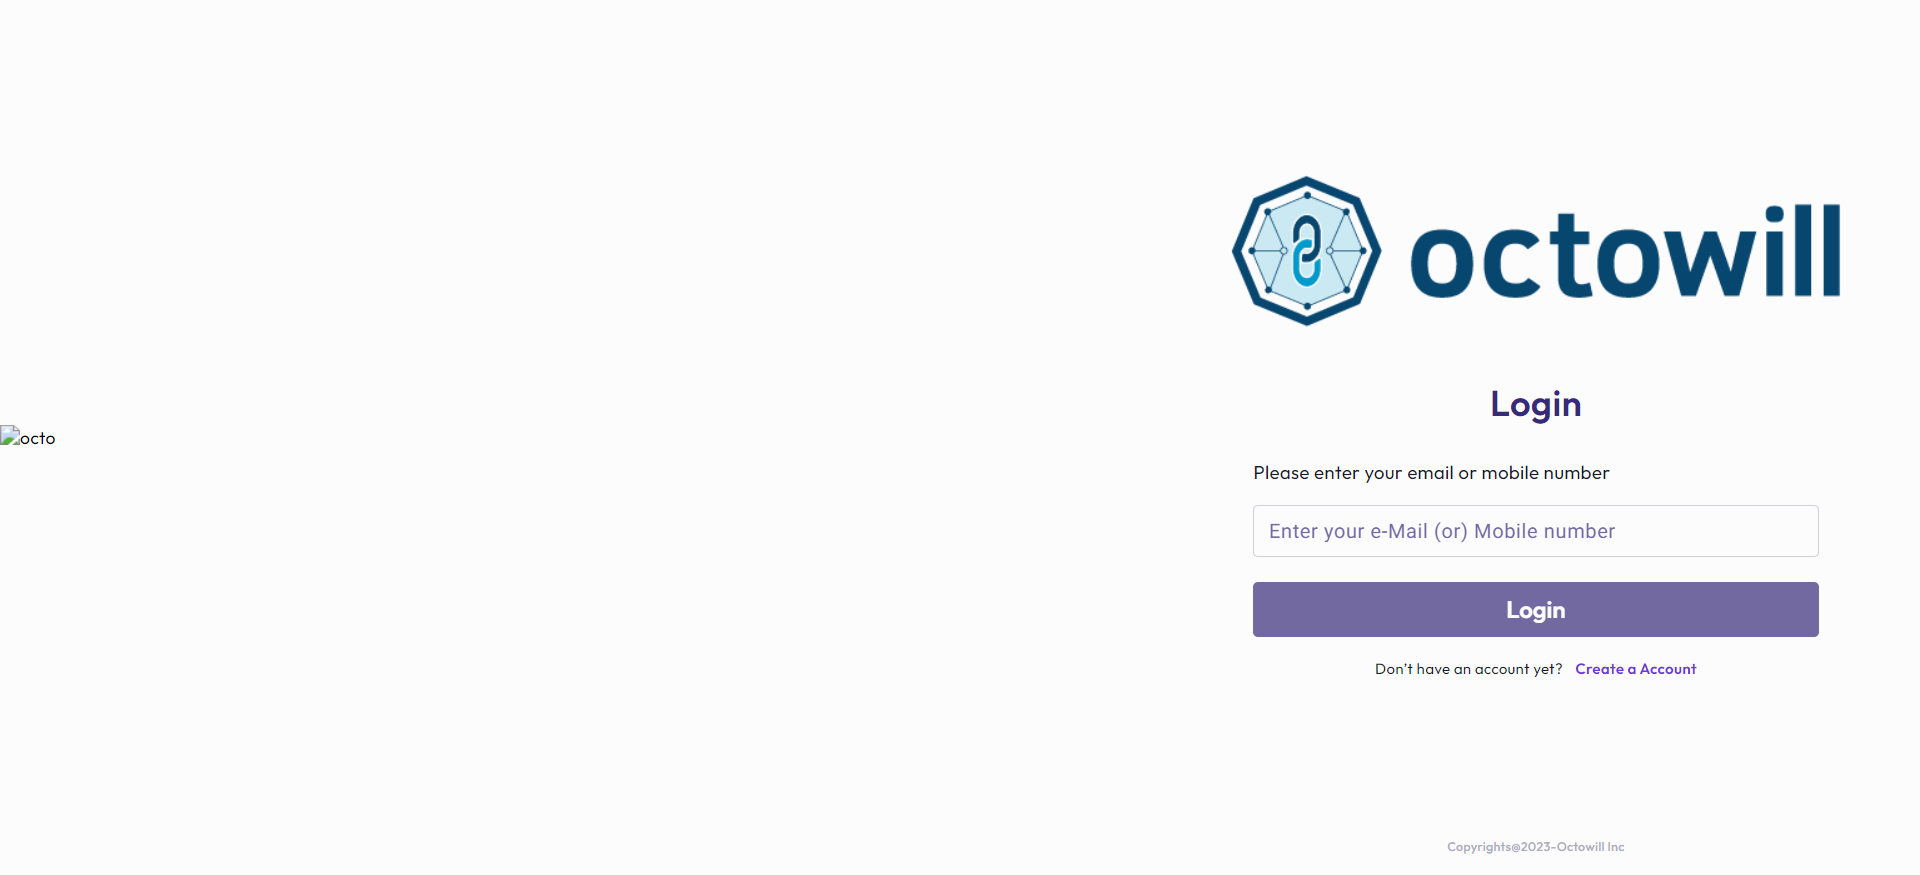 octowill
Login
octo
Please enter your email or mobile number
Enter your e-Mail (or) Mobile number
Login
Don't have an account yet? Create a Account
Copyrights@2023-Octowill Inc